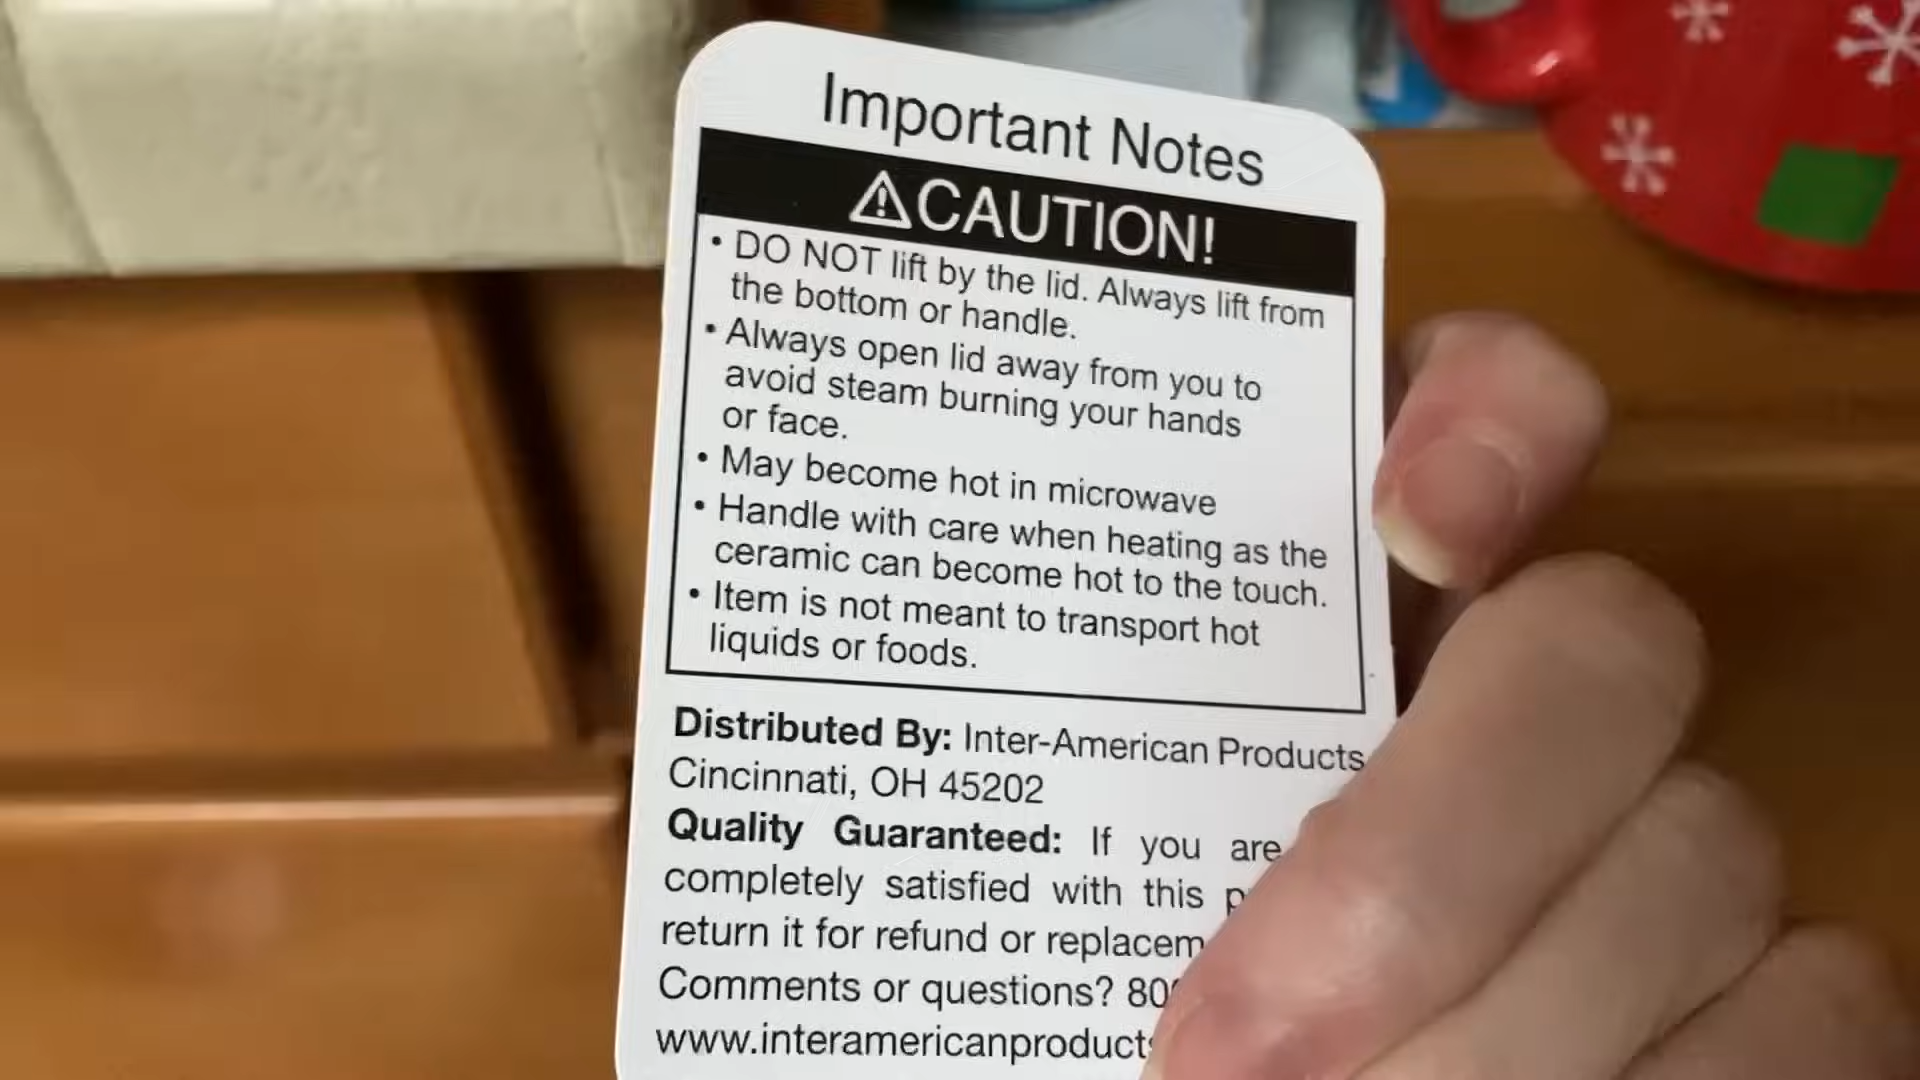 Important Notes
⚠CAUTION!
• DO NOT lift by the lid. Always lift from
the bottom or handle.
• Always open lid away from you to
avoid steam burning your hands
or face.
• May become hot in microwave
• Handle with care when heating as the
ceramic can become hot to the touch.
• Item is not meant to transport hot
liquids or foods.
Distributed By: Inter-American Products
Cincinnati, OH 45202
Quality Guaranteed: If you are
completely satisfied with this
return it for refund or
Comments or questions?